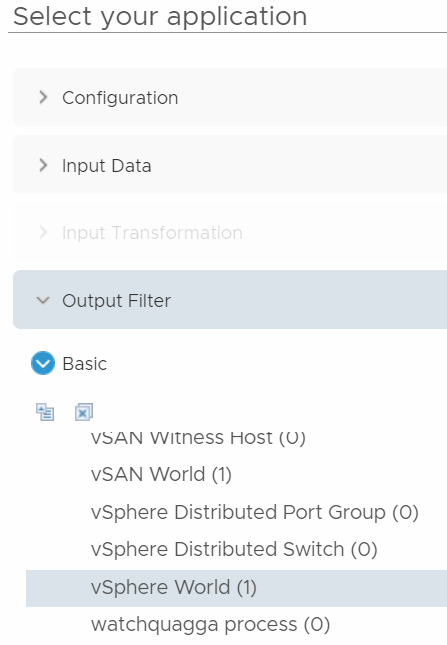 Select your application
Configuration
Input Data
Input Transformation
Output Filter
Basic
vSAN Witness Host (0)
vSAN World (1)
vSphere Distributed Port Group (0)
vSphere Distributed Switch (0)
vSphere World (1)
watchquagga process (0)